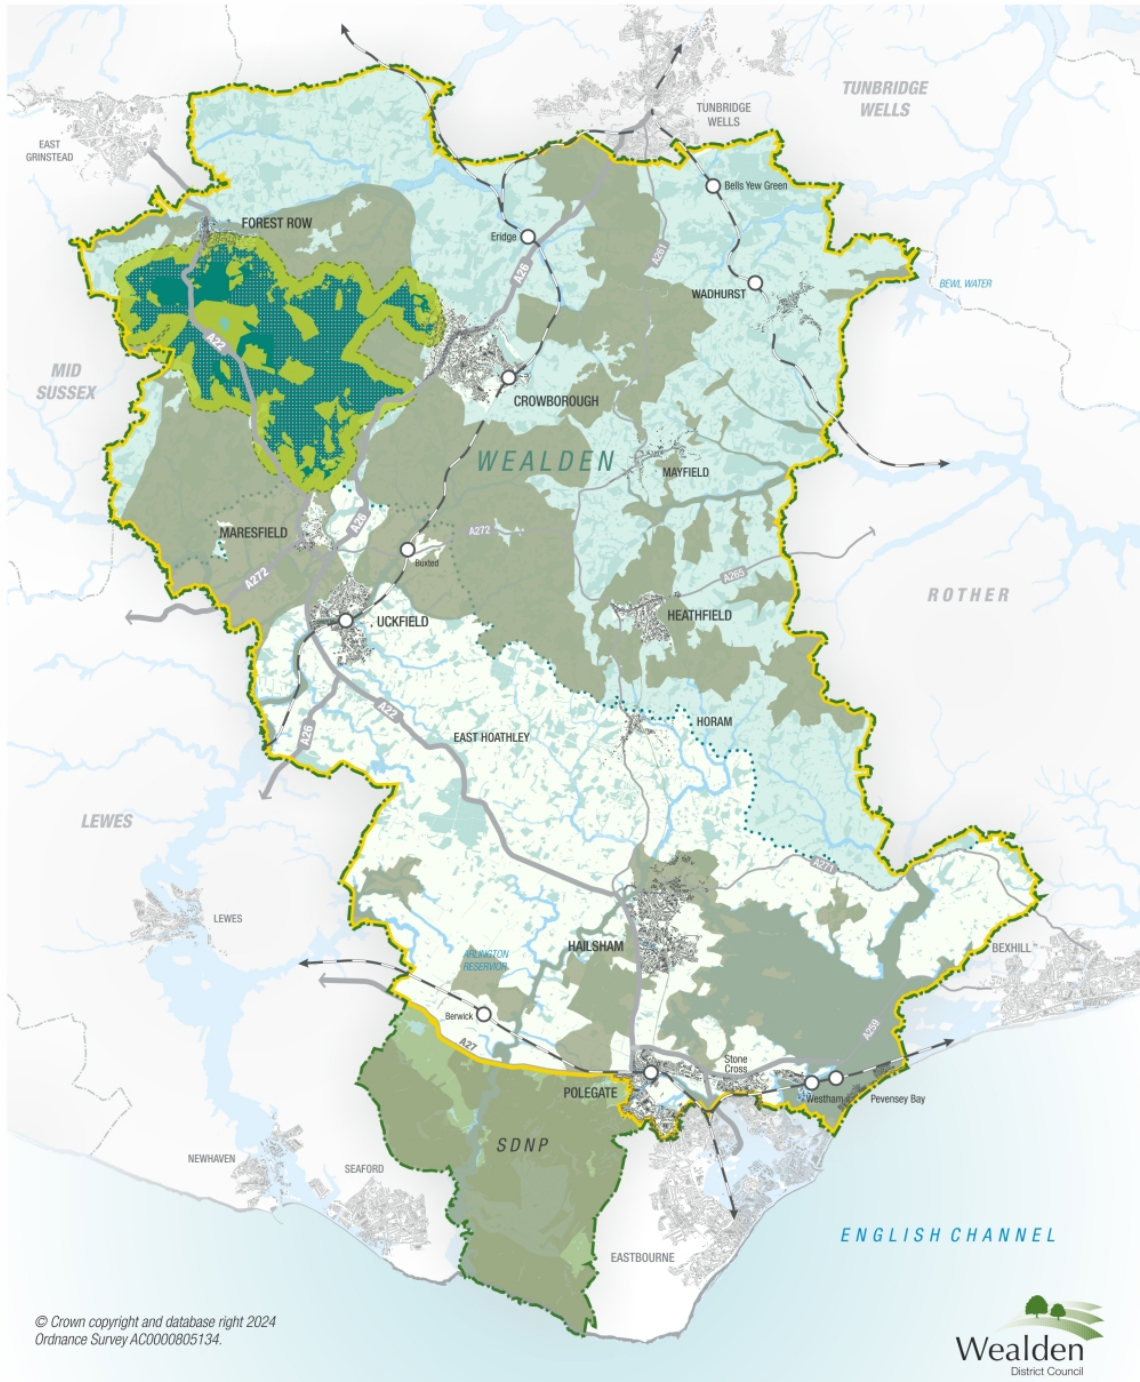 TUNBRIDGE
WELLS
TUNBRIDGE
WELLS
EAST
GRINSTEAD
Bells Yew Green
FOREST ROW
Eridge
A26
A261
WADHURST
BEWL WATER
A22
MID
SUSSEX
CROWBOROUGH
WEALDEN
MAYFIELD
MARESFIELD
A26
A272
Buxted
A272
A265
ROTHER
HEATHFIELD
UCKFIELD
A22
A26
EAST HOATHLEY
HORAM
LEWES
A271
LEWES
HAILSHAM
BEXHILL
ARLINGTON
RESERVIOR
Berwick
A27
A259
Stone
Cross
POLEGATE
Westham
Pevensey Bay
SDNP
NEWHAVEN
SEAFORD
EASTBOURNE
ENGLISH CHANNEL
© Crown copyright and database right 2024
Ordnance Survey AC0000805134.
Wealden
District Council